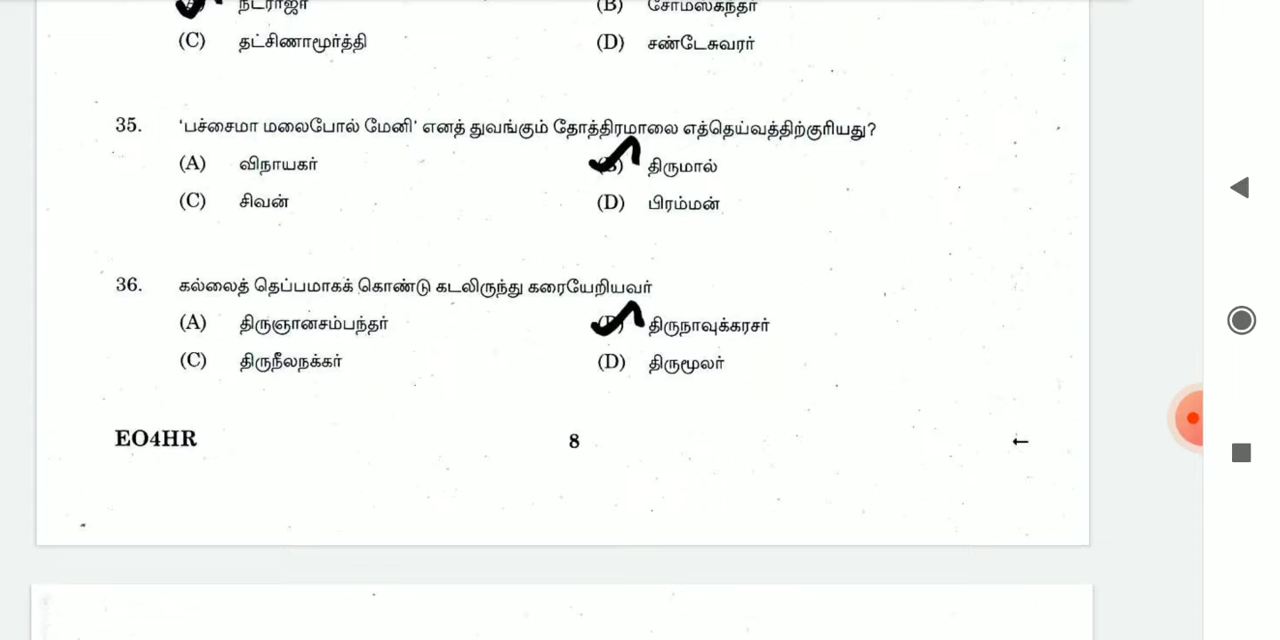 நடராஜா (B) சோமஸ்கந்தர்
(C) தட்சிணாமூர்த்தி (D) சண்டேசுவரர்
35. 'பச்சைமா மலைபோல் மேனி' எனத் துவங்கும் தோத்திரமாலை எத்தெய்வத்திற்குரியது?
(A) விநாயகர் (B) திருமால்
(C) சிவன் (D) பிரம்மன்
36. கல்லைத் தெப்பமாகக் கொண்டு கடலிருந்து கரையேறியவர்
(A) திருஞானசம்பந்தர் (B) திருநாவுக்கரசர்
(C) திருநீலநக்கர் (D) திருமூலர்
EO4HR 8 ←